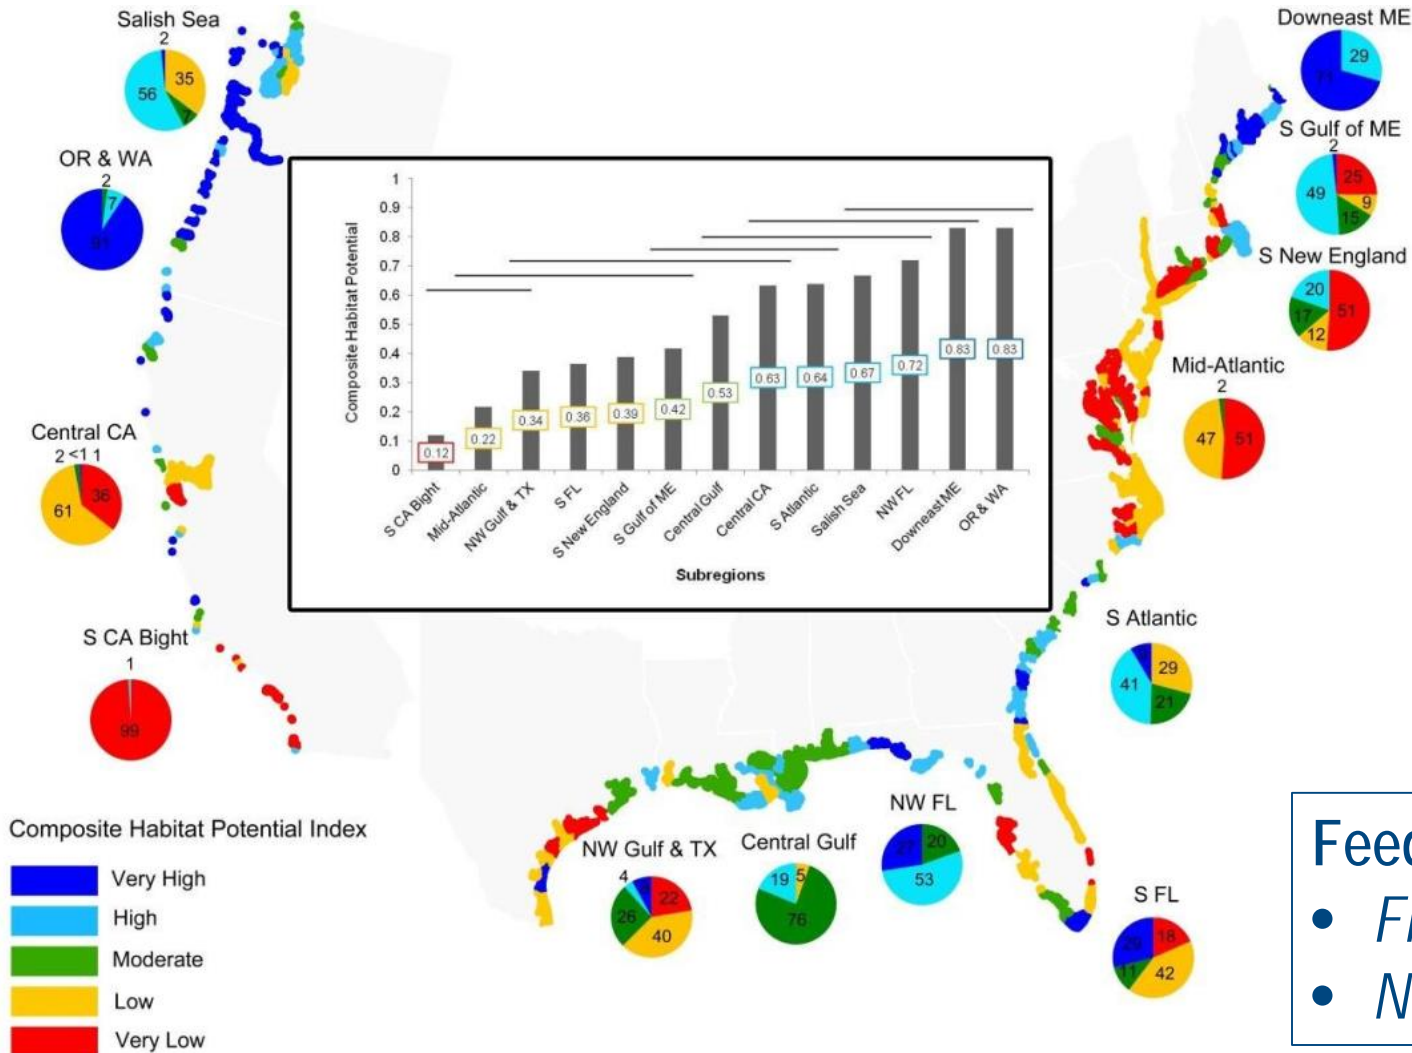 Salish Sea
2
35
56
7
OR & WA
2
7
91
Central CA
2 <1 1
36
61
S CA Bight
1
99
Composite Habitat Potential Index
Very High
High
Moderate
Low
Very Low
Composite Habitat Potential
1
0.9
0.8
0.7
0.6
0.5
0.4
0.3
0.2
0.1
0
0.12
0.22
0.34
0.36
0.39
0.42
0.53
0.63
0.64
0.67
0.72
0.83
0.83
S CA Bight
Mid-Atlantic
NW Gulf & TX
S FL
S New England
S Gulf of ME
Central Gulf
Central CA
S Atlantic
Salish Sea
NW FL
Downeast ME
OR & WA
Subregions
Downeast ME
29
71
S Gulf of ME
2
25
49
9
15
S New England
20
51
17
12
Mid-Atlantic
2
47
51
S Atlantic
29
41
21
NW FL
27
20
53
Central Gulf
19
5
76
NW Gulf & TX
4
22
26
40
S FL
29
18
11
42